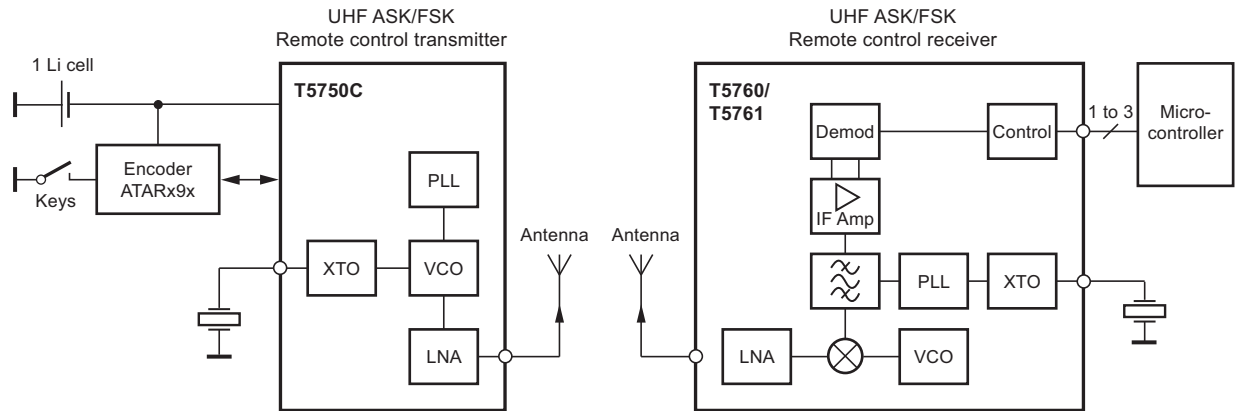 UHF ASK/FSK
Remote control transmitter
1 Li cell
T5750C
Encoder
ATARx9x
Keys
PLL
XTO
VCO
LNA
Antenna
UHF ASK/FSK
Remote control receiver
Antenna
T5760/
T5761
Demod
Control
1 to 3
Micro-
controller
IF Amp
PLL
XTO
LNA
VCO